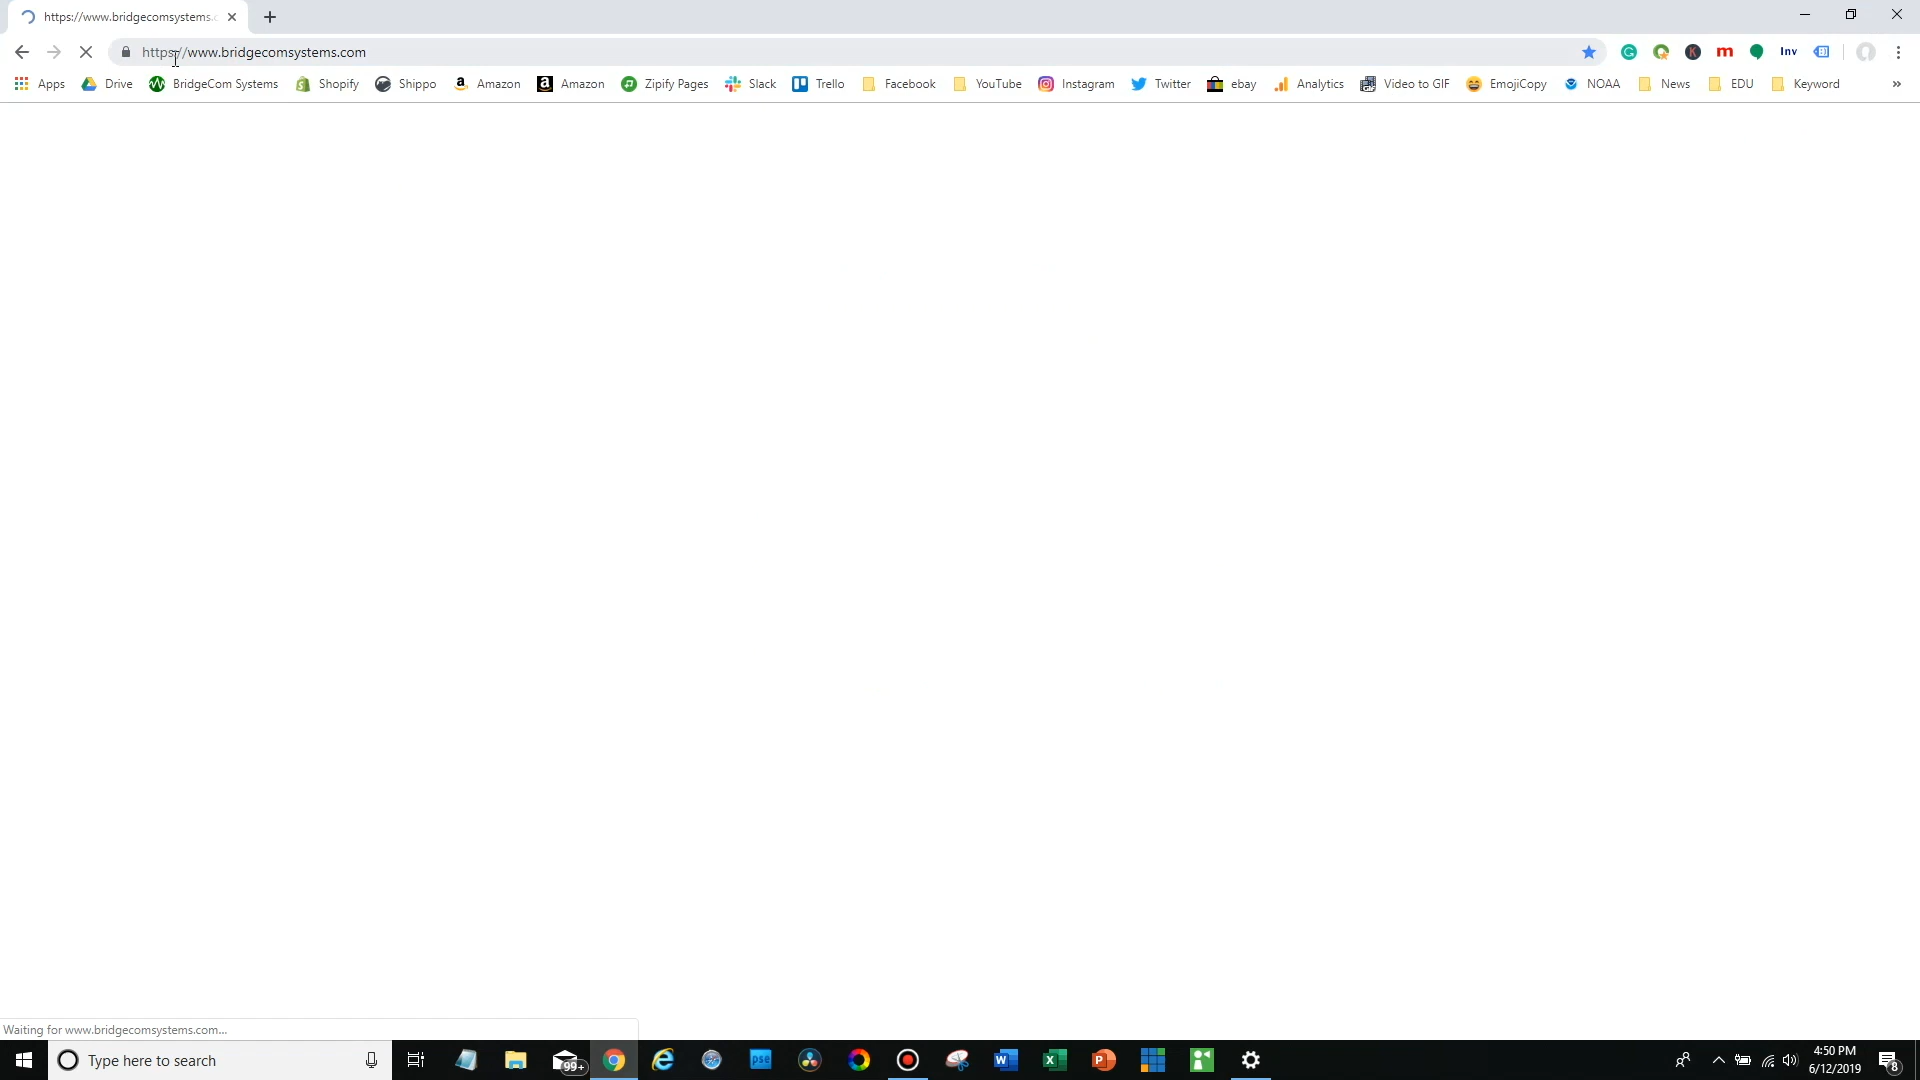 https://www.bridgecomsystems.c
https://www.bridgecomsystems.com
Inv
Apps Drive BridgeCom Systems Shopify Shippo Amazon Amazon Zipify Pages Slack Trello Facebook YouTube Instagram Twitter ebay Analytics Video to GIF EmojiCopy NOAA News EDU Keyword »
Waiting for www.bridgecomsystems.com...
Type here to search
99+
pse
4:50 PM
6/12/2019
8